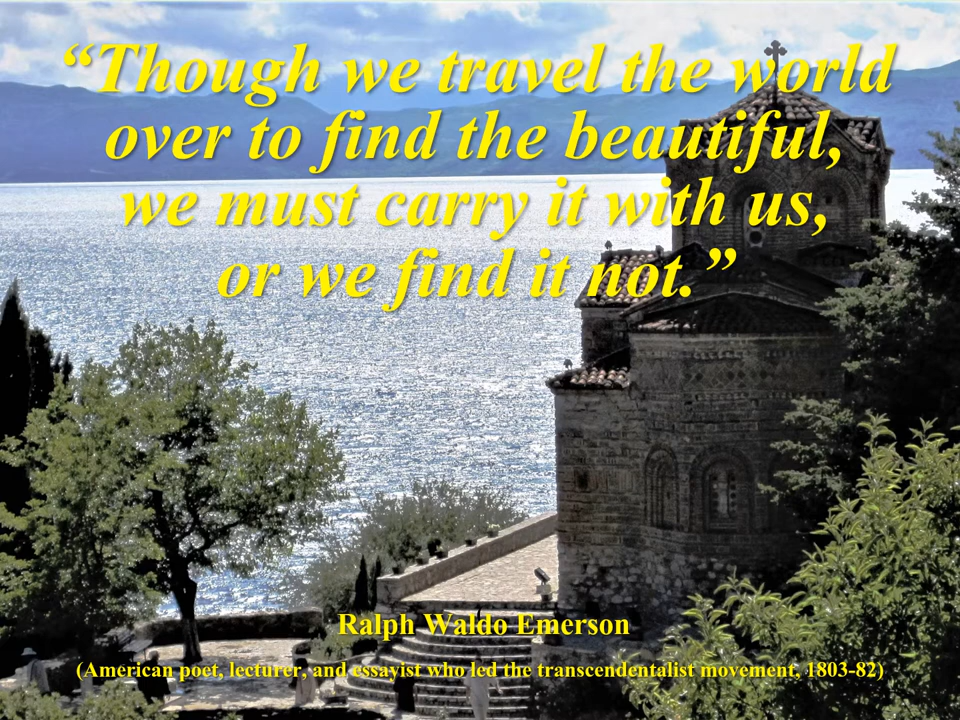 “Though we travel the world
over to find the beautiful,
we must carry it with us,
or we find it not.”
Ralph Waldo Emerson
(American poet, lecturer, and essayist who led the transcendentalist movement, 1803-82)